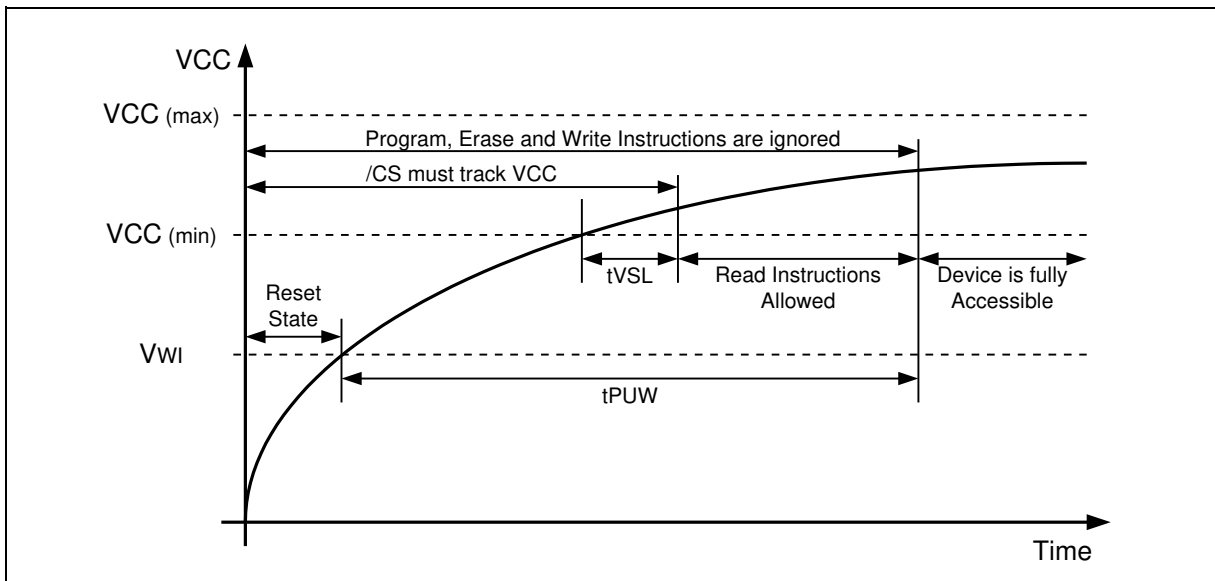 VCC
VCC (max)
Program, Erase and Write Instructions are ignored
/CS must track VCC
VCC (min)
tVSL
Read Instructions
Allowed
Device is fully
Accessible
Reset
State
VWI
tPUW
Time